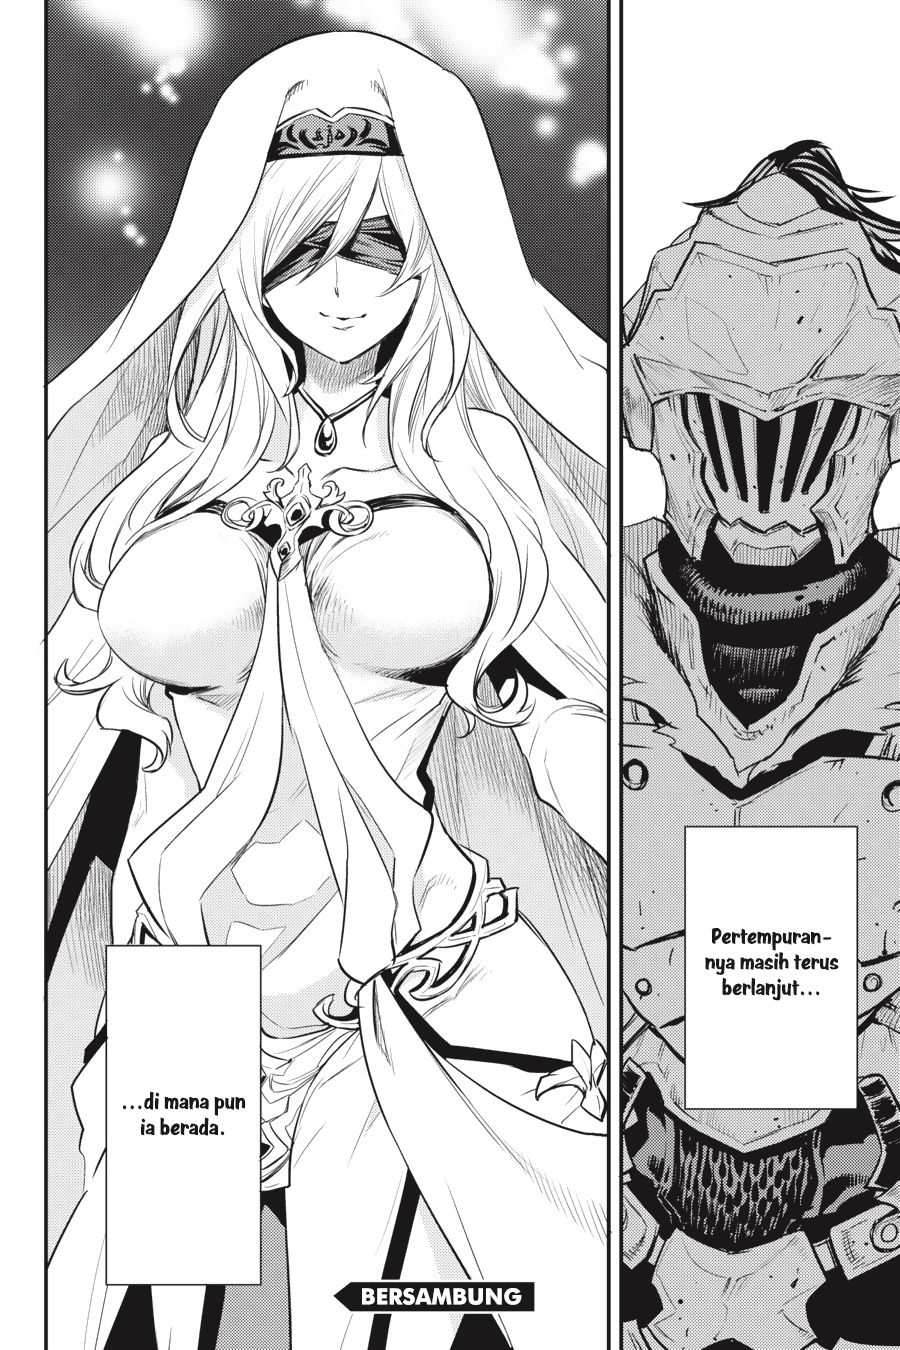 Pertempuran-
nya masih terus
berlanjut...
...di mana pun
ia berada.
BERSAMBUNG